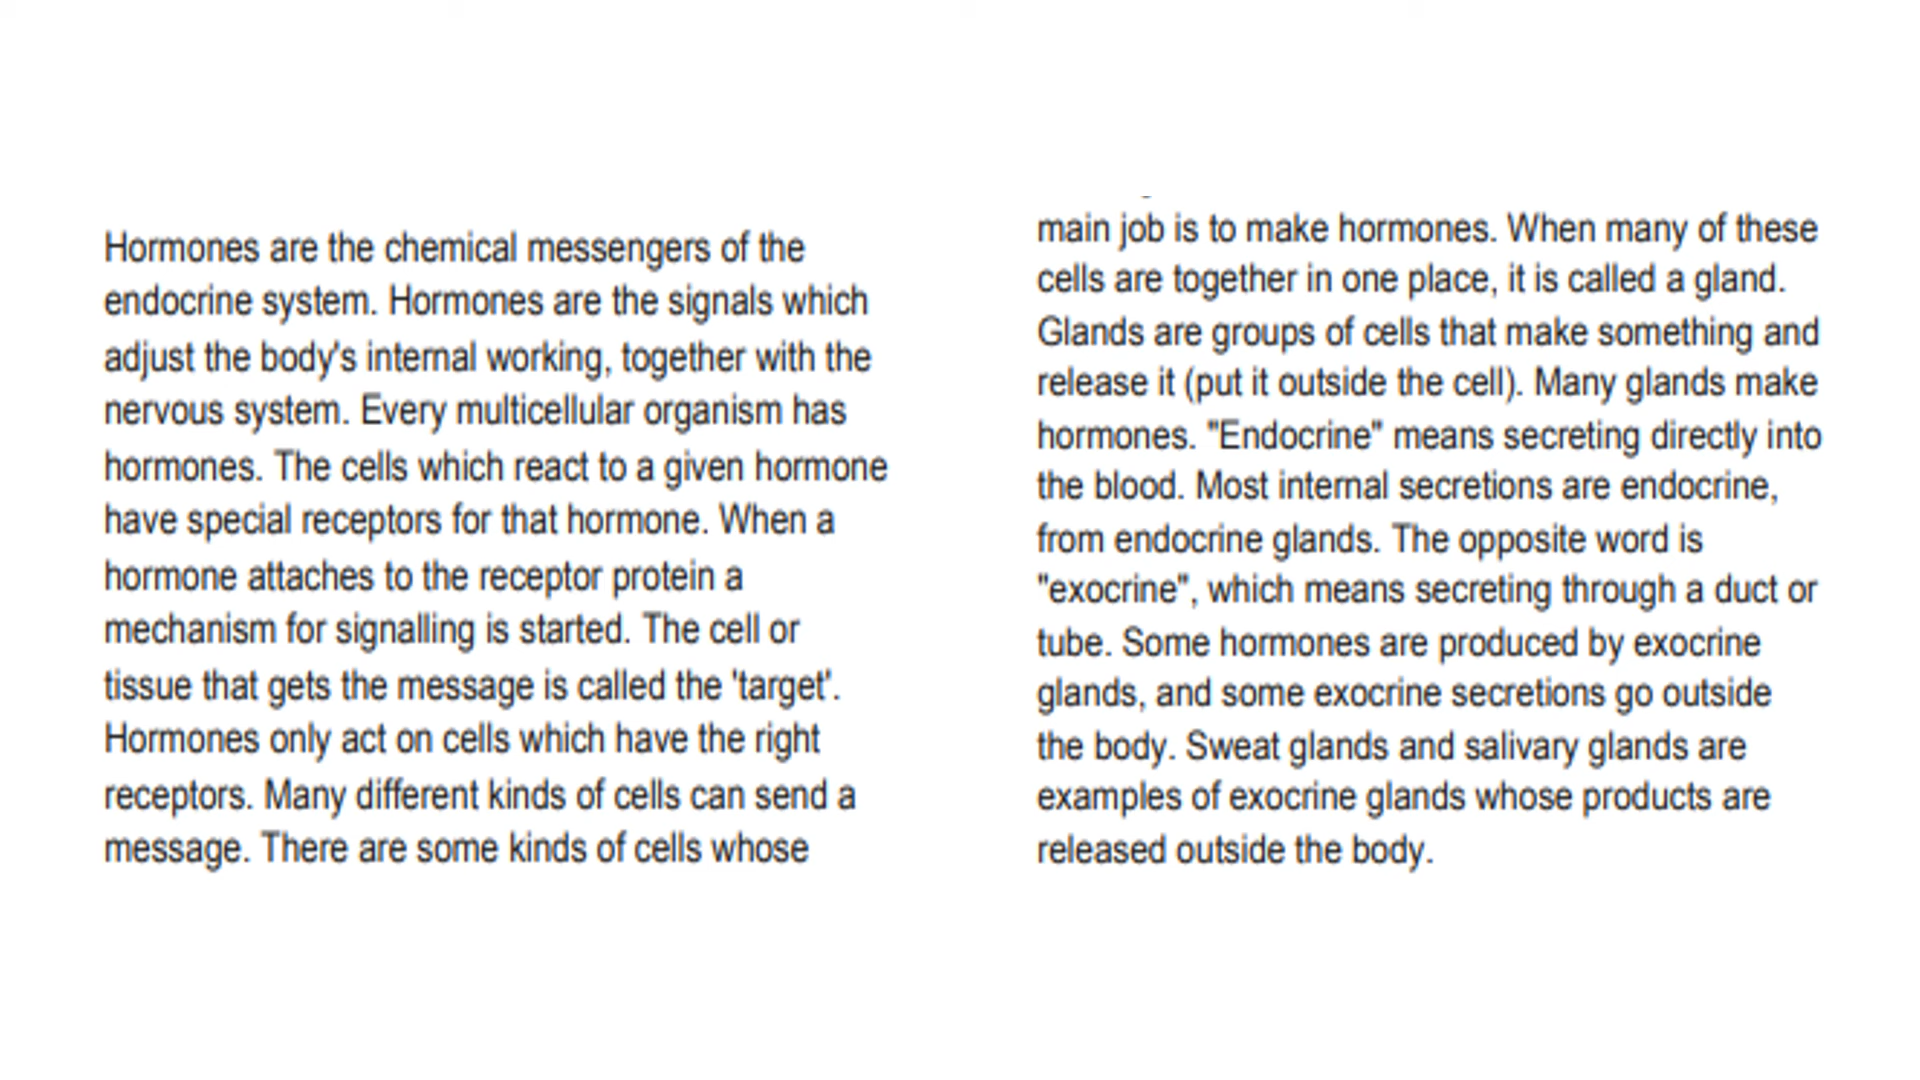 Hormones are the chemical messengers of the
endocrine system. Hormones are the signals which
adjust the body's internal working, together with the
nervous system. Every multicellular organism has
hormones. The cells which react to a given hormone
have special receptors for that hormone. When a
hormone attaches to the receptor protein a
mechanism for signalling is started. The cell or
tissue that gets the message is called the 'target'.
Hormones only act on cells which have the right
receptors. Many different kinds of cells can send a
message. There are some kinds of cells whose
main job is to make hormones. When many of these
cells are together in one place, it is called a gland.
Glands are groups of cells that make something and
release it (put it outside the cell). Many glands make
hormones. "Endocrine" means secreting directly into
the blood. Most internal secretions are endocrine,
from endocrine glands. The opposite word is
"exocrine", which means secreting through a duct or
tube. Some hormones are produced by exocrine
glands, and some exocrine secretions go outside
the body. Sweat glands and salivary glands are
examples of exocrine glands whose products are
released outside the body.